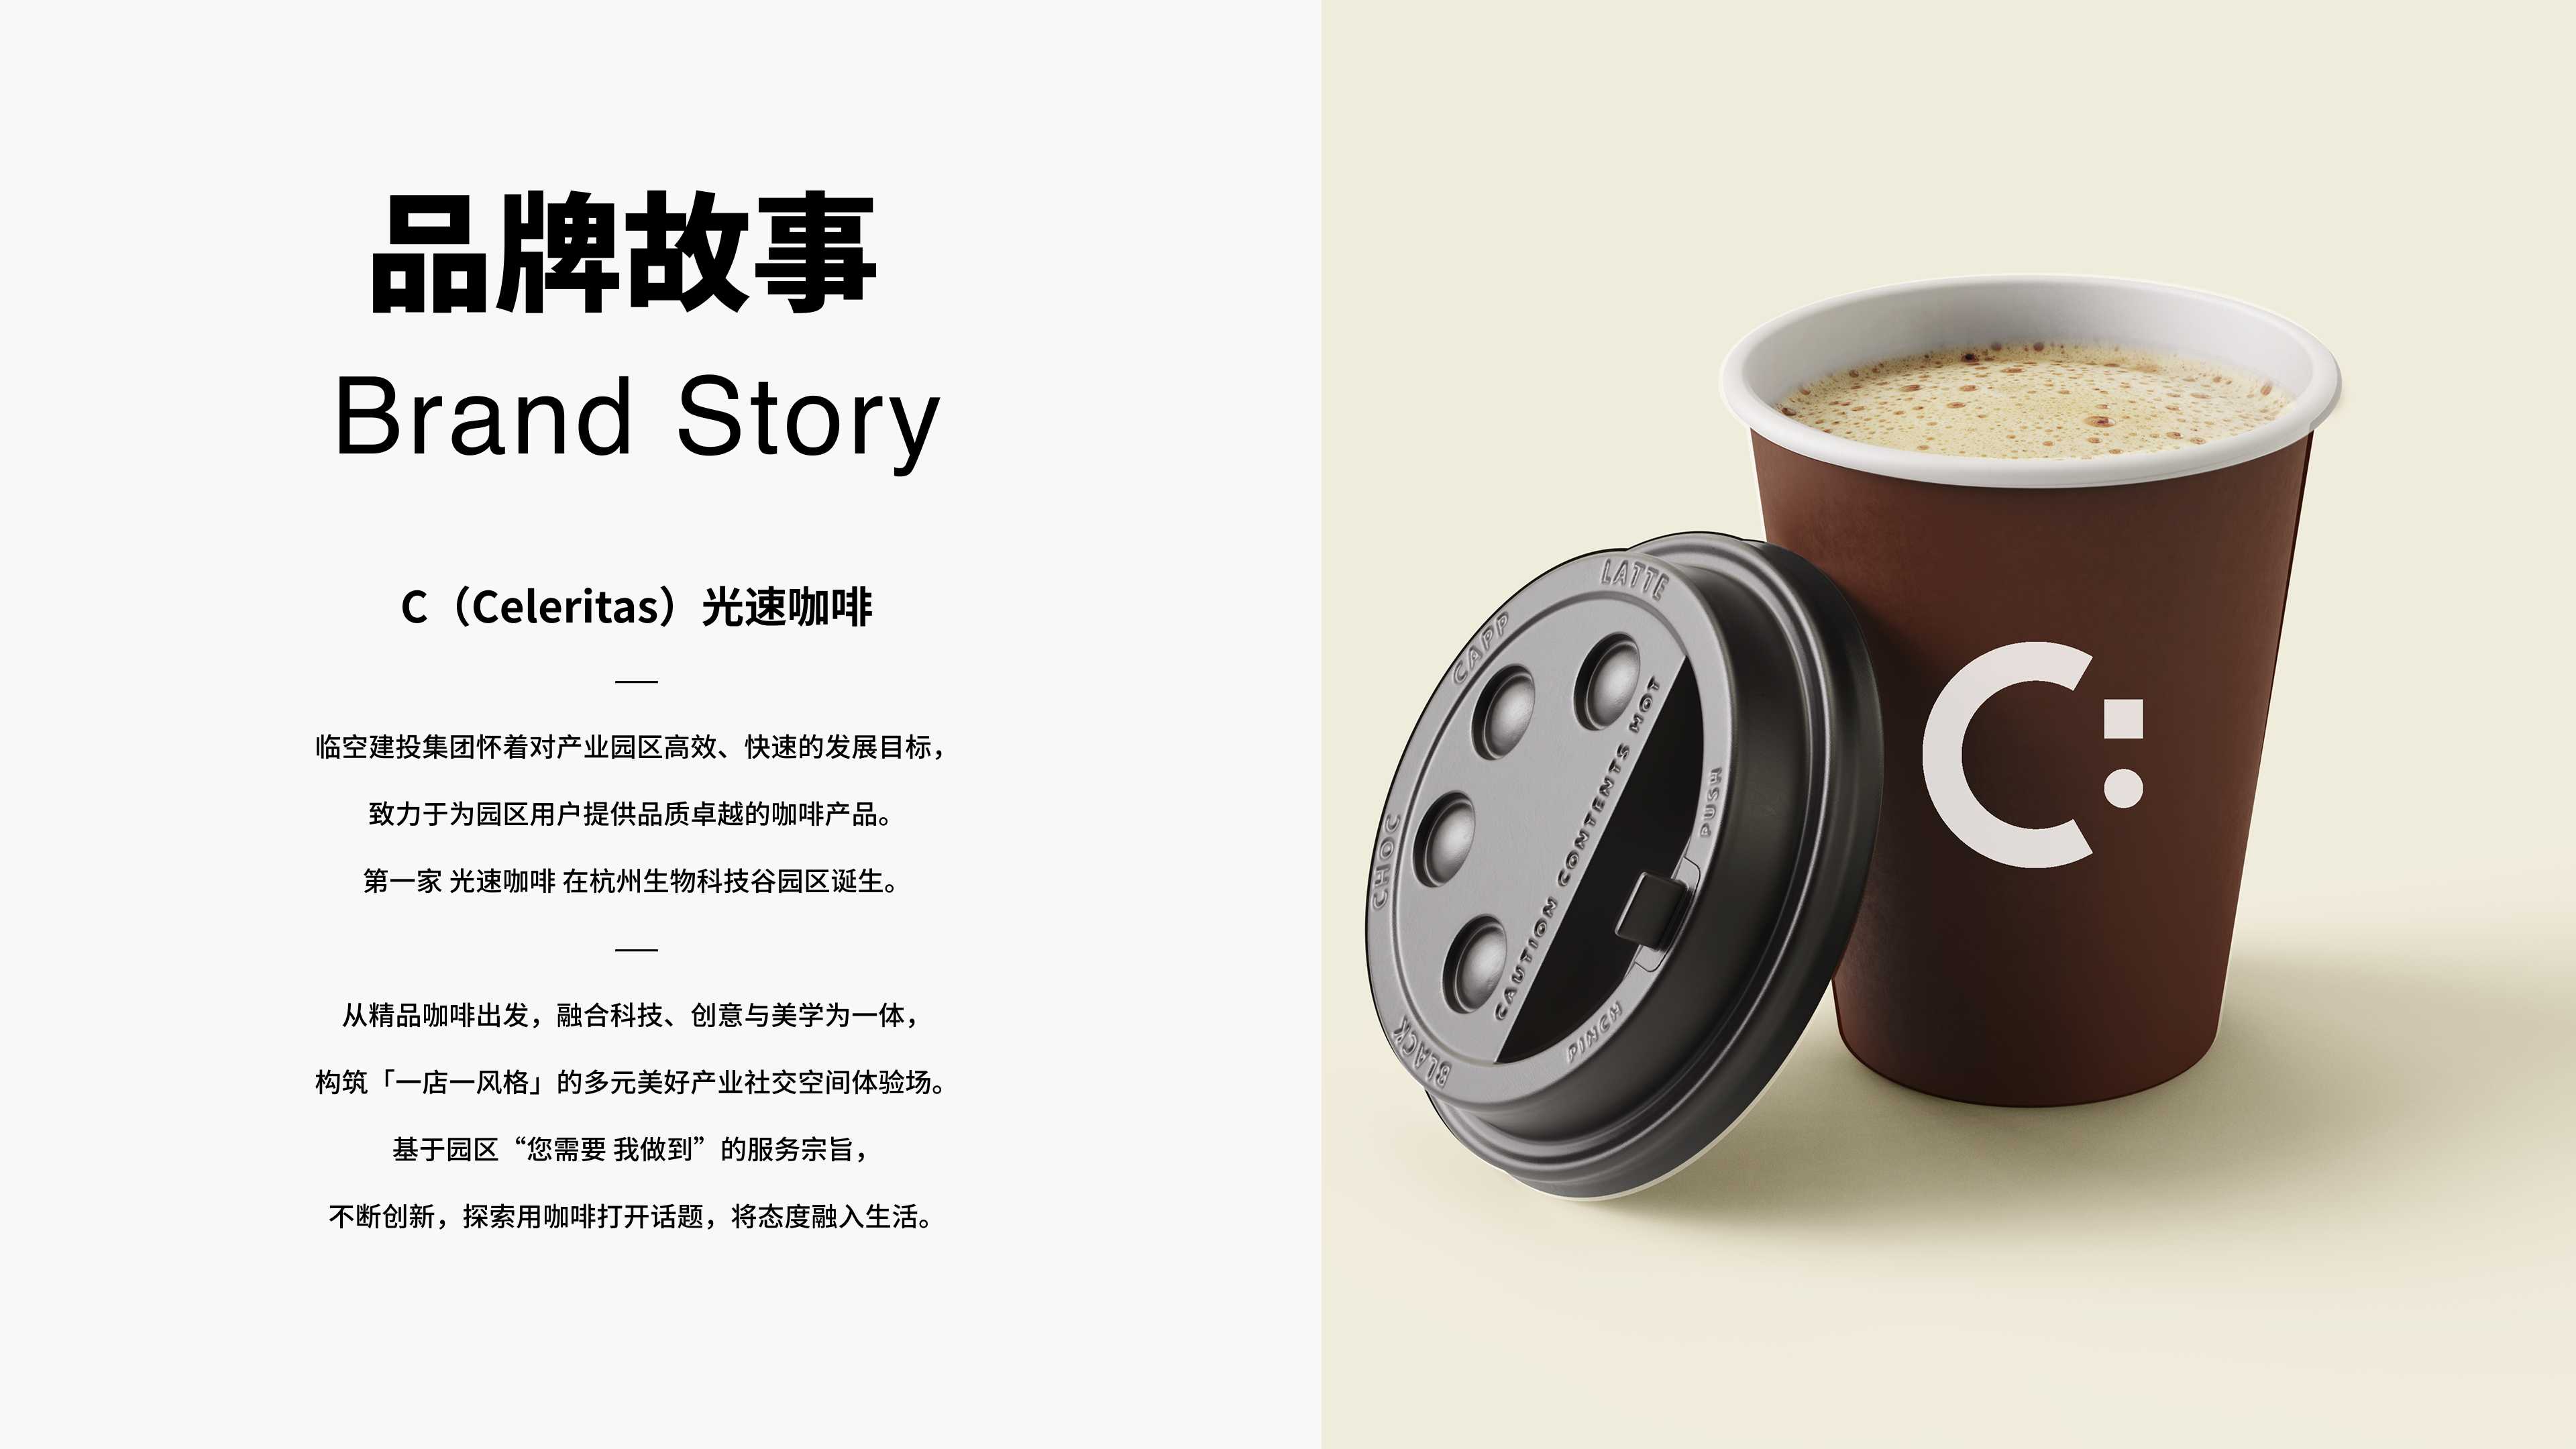 品牌故事
Brand Story
C（Celeritas）光速咖啡
临空建投集团怀着对产业园区高效、快速的发展目标，
致力于为园区用户提供品质卓越的咖啡产品。
第一家 光速咖啡 在杭州生物科技谷园区诞生。
从精品咖啡出发，融合科技、创意与美学为一体，
构筑「一店一风格」的多元美好产业社交空间体验场。
基于园区“您需要 我做到”的服务宗旨，
不断创新，探索用咖啡打开话题，将态度融入生活。
LATTE
CAPP
CHOC
BLACK
CAUTION CONTENTS HOT
PUSH
PINCH
C: